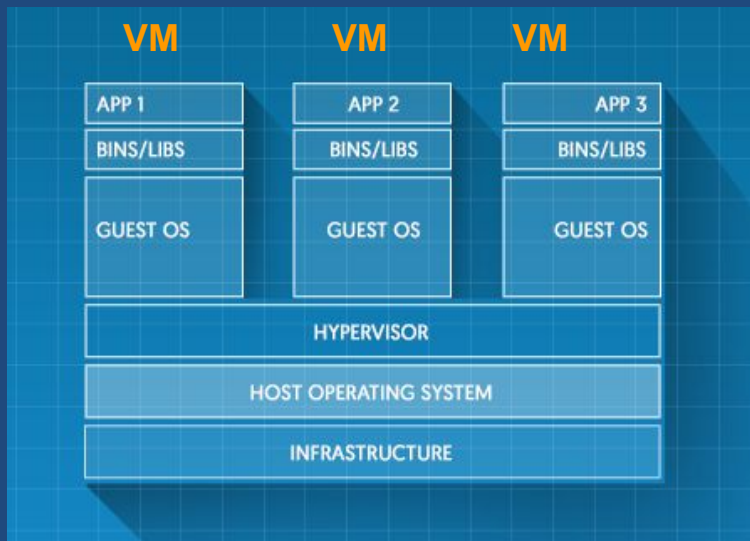 VM VM VM
APP 1 APP 2 APP 3
BINS/LIBS BINS/LIBS BINS/LIBS
GUEST OS GUEST OS GUEST OS
HYPERVISOR
HOST OPERATING SYSTEM
INFRASTRUCTURE